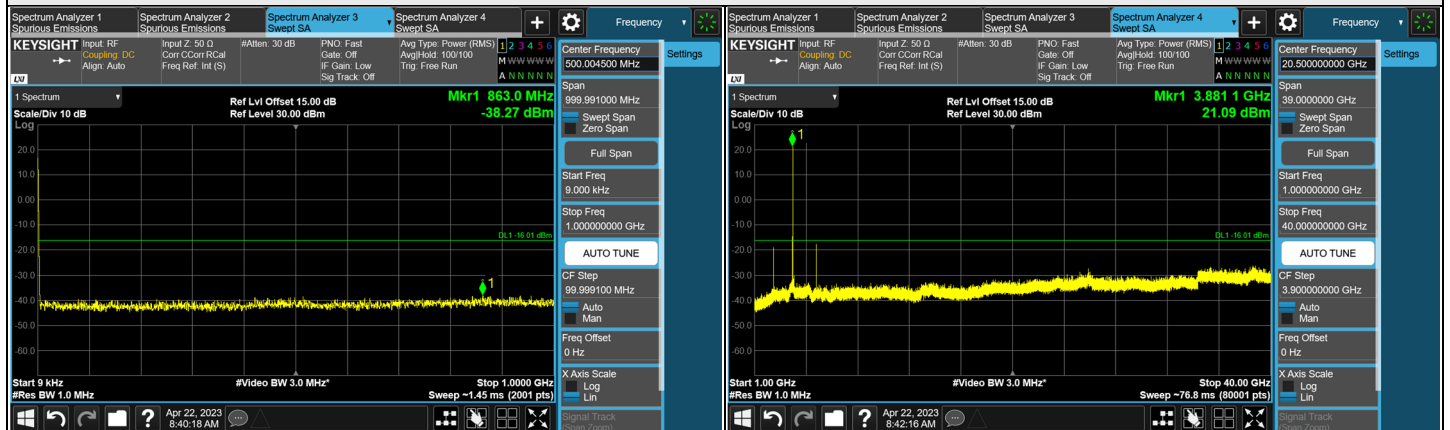 Spectrum Analyzer 1
Spurious Emissions
Spectrum Analyzer 2
Spurious Emissions
Spectrum Analyzer 3
Swept SA
Spectrum Analyzer 4
Swept SA
Frequency
KEYSIGHT
Input: RF
Coupling: DC
Align: Auto
Input Z: 50 Ω
Corr CCorr RCal
Freq Ref: Int (S)
#Atten: 30 dB
PNO: Fast
Gate: Off
IF Gain: Low
Sig Track: Off
Avg Type: Power (RMS)
Avg|Hold: 100/100
Trig: Free Run
1 2 3 4 5 6
M W W W W W
A N N N N N
LXI
1 Spectrum
Scale/Div 10 dB
Log
Ref Lvl Offset 15.00 dB
Ref Level 30.00 dBm
Mkr1 863.0 MHz
-38.27 dBm
20.0
10.0
0.00
-10.0
-20.0
-30.0
-40.0
-50.0
-60.0
DL1 -16.01 dBm
1
Start 9 kHz
#Res BW 1.0 MHz
#Video BW 3.0 MHz*
Stop 1.0000 GHz
Sweep ~1.45 ms (2001 pts)
Apr 22, 2023
8:40:18 AM
Center Frequency
500.004500 MHz
Settings
Span
999.991000 MHz
Swept Span
Zero Span
Full Span
Start Freq
9.000 kHz
Stop Freq
1.000000000 GHz
AUTO TUNE
CF Step
99.999100 MHz
Auto
Man
Freq Offset
0 Hz
X Axis Scale
Log
Lin
Signal Track
(Span Zoom)
Spectrum Analyzer 1
Spurious Emissions
Spectrum Analyzer 2
Spurious Emissions
Spectrum Analyzer 3
Swept SA
Spectrum Analyzer 4
Swept SA
Frequency
KEYSIGHT
Input: RF
Coupling: DC
Align: Auto
Input Z: 50 Ω
Corr CCorr RCal
Freq Ref: Int (S)
#Atten: 30 dB
PNO: Fast
Gate: Off
IF Gain: Low
Sig Track: Off
Avg Type: Power (RMS)
Avg|Hold: 100/100
Trig: Free Run
1 2 3 4 5 6
M W W W W W
A N N N N N
LXI
1 Spectrum
Scale/Div 10 dB
Log
Ref Lvl Offset 15.00 dB
Ref Level 30.00 dBm
Mkr1 3.881 1 GHz
21.09 dBm
20.0
10.0
0.00
-10.0
-20.0
-30.0
-40.0
-50.0
-60.0
DL1 -16.01 dBm
1
Start 1.00 GHz
#Res BW 1.0 MHz
#Video BW 3.0 MHz*
Stop 40.00 GHz
Sweep ~76.8 ms (80001 pts)
Apr 22, 2023
8:42:16 AM
Center Frequency
20.500000000 GHz
Settings
Span
39.0000000 GHz
Swept Span
Zero Span
Full Span
Start Freq
1.000000000 GHz
Stop Freq
40.000000000 GHz
AUTO TUNE
CF Step
3.900000000 GHz
Auto
Man
Freq Offset
0 Hz
X Axis Scale
Log
Lin
Signal Track
(Span Zoom)